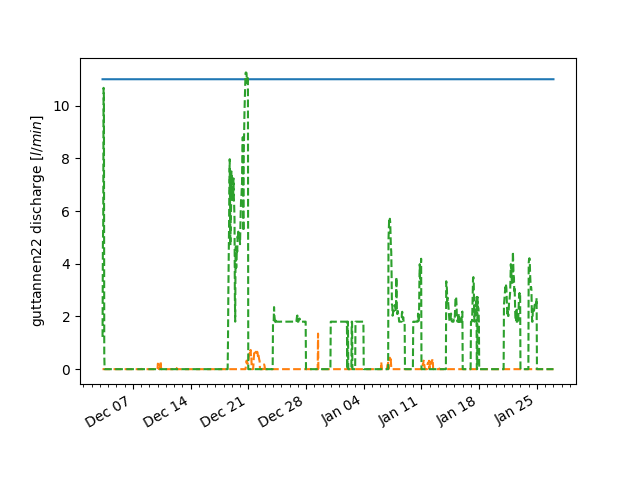 guttannen22 discharge [l/min]
10
8
6
4
2
0
Dec 07
Dec 14
Dec 21
Dec 28
Jan 04
Jan 11
Jan 18
Jan 25